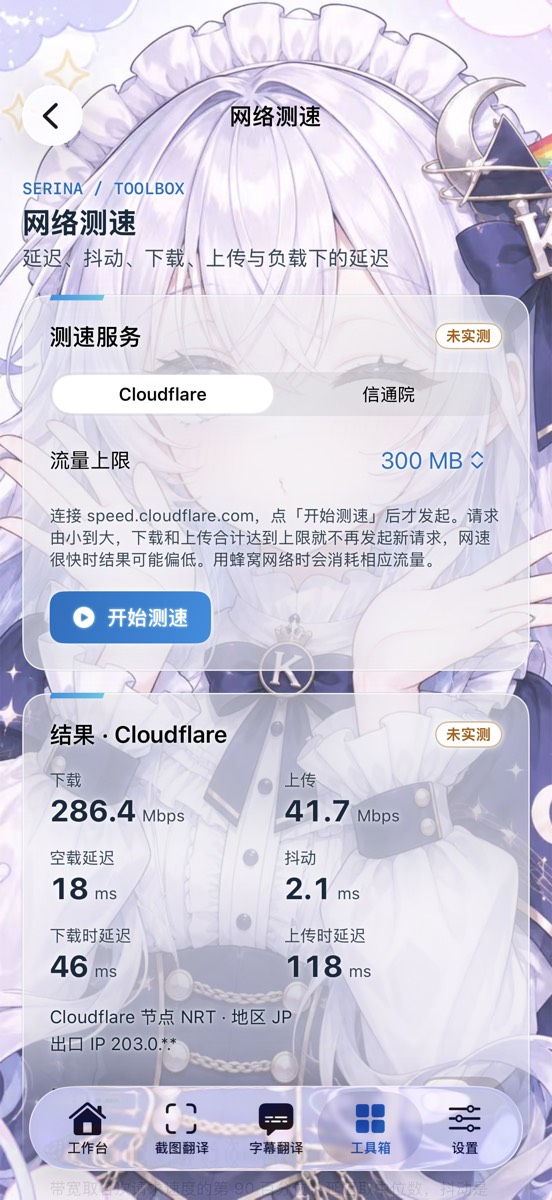 网络测速
SERINA / TOOLBOX
网络测速
延迟、抖动、下载、上传与负载下的延迟
测速服务
未实测
Cloudflare
信通院
流量上限
300 MB
连接 speed.cloudflare.com，点「开始测速」后才发起。请求
由小到大，下载和上传合计达到上限就不再发起新请求，网速
很快时结果可能偏低。用蜂窝网络时会消耗相应流量。
开始测速
K
结果 · Cloudflare
未实测
下载
上传
286.4 Mbps
41.7 Mbps
空载延迟
抖动
18 ms
2.1 ms
下载时延迟
上传时延迟
46 ms
118 ms
Cloudflare 节点 NRT · 地区 JP
出口 IP 203.0.*.*
工作台
截图翻译
字幕翻译
工具箱
设置